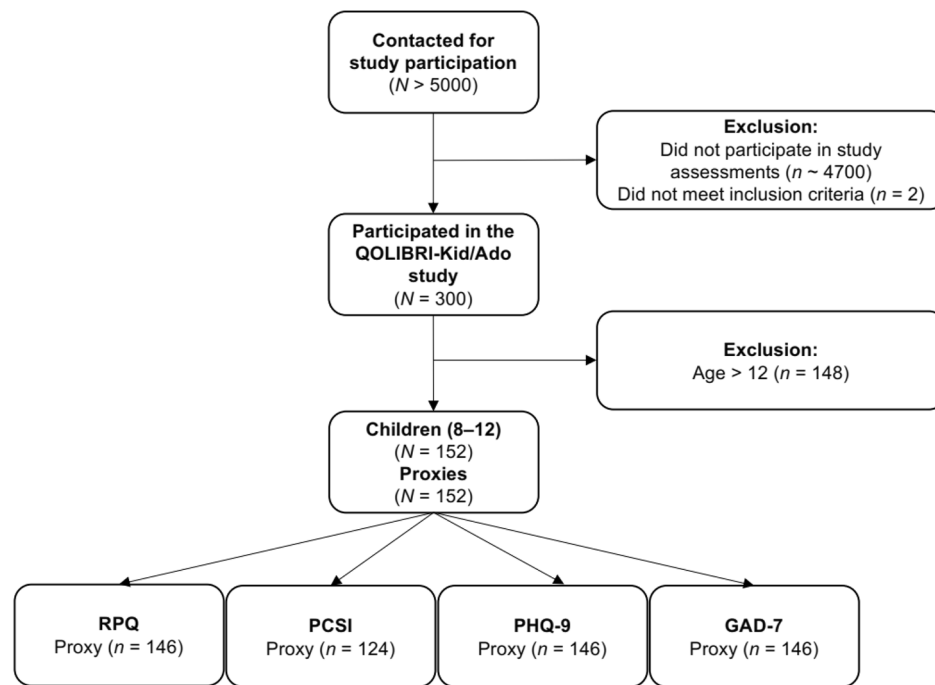 Contacted for
study participation
(N > 5000)
Exclusion:
Did not participate in study
assessments (n ~ 4700)
Did not meet inclusion criteria (n = 2)
Participated in the
QOLIBRI-Kid/Ado
study
(N = 300)
Exclusion:
Age > 12 (n = 148)
Children (8–12)
(N = 152)
Proxies
(N = 152)
RPQ
Proxy (n = 146)
PCSI
Proxy (n = 124)
PHQ-9
Proxy (n = 146)
GAD-7
Proxy (n = 146)